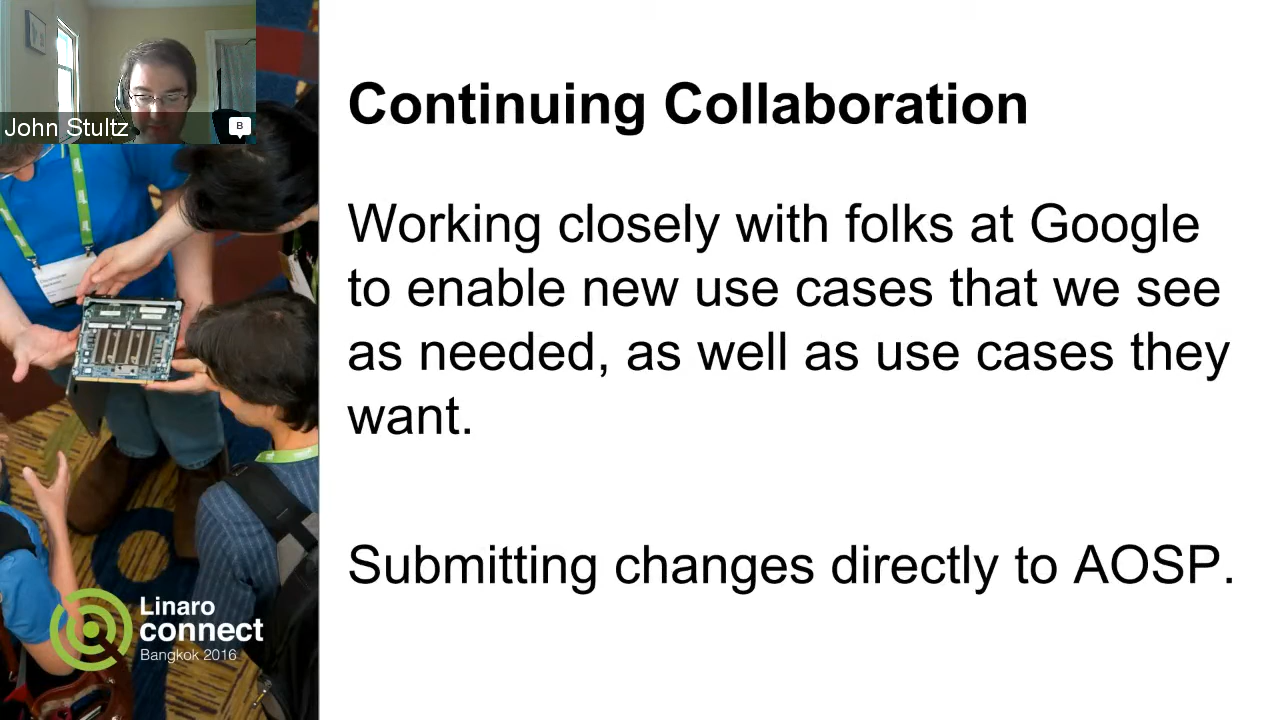 John Stultz
B
Continuing Collaboration
Working closely with folks at Google
to enable new use cases that we see
as needed, as well as use cases they
want.
Submitting changes directly to AOSP.
Linaro
connect
Bangkok 2016